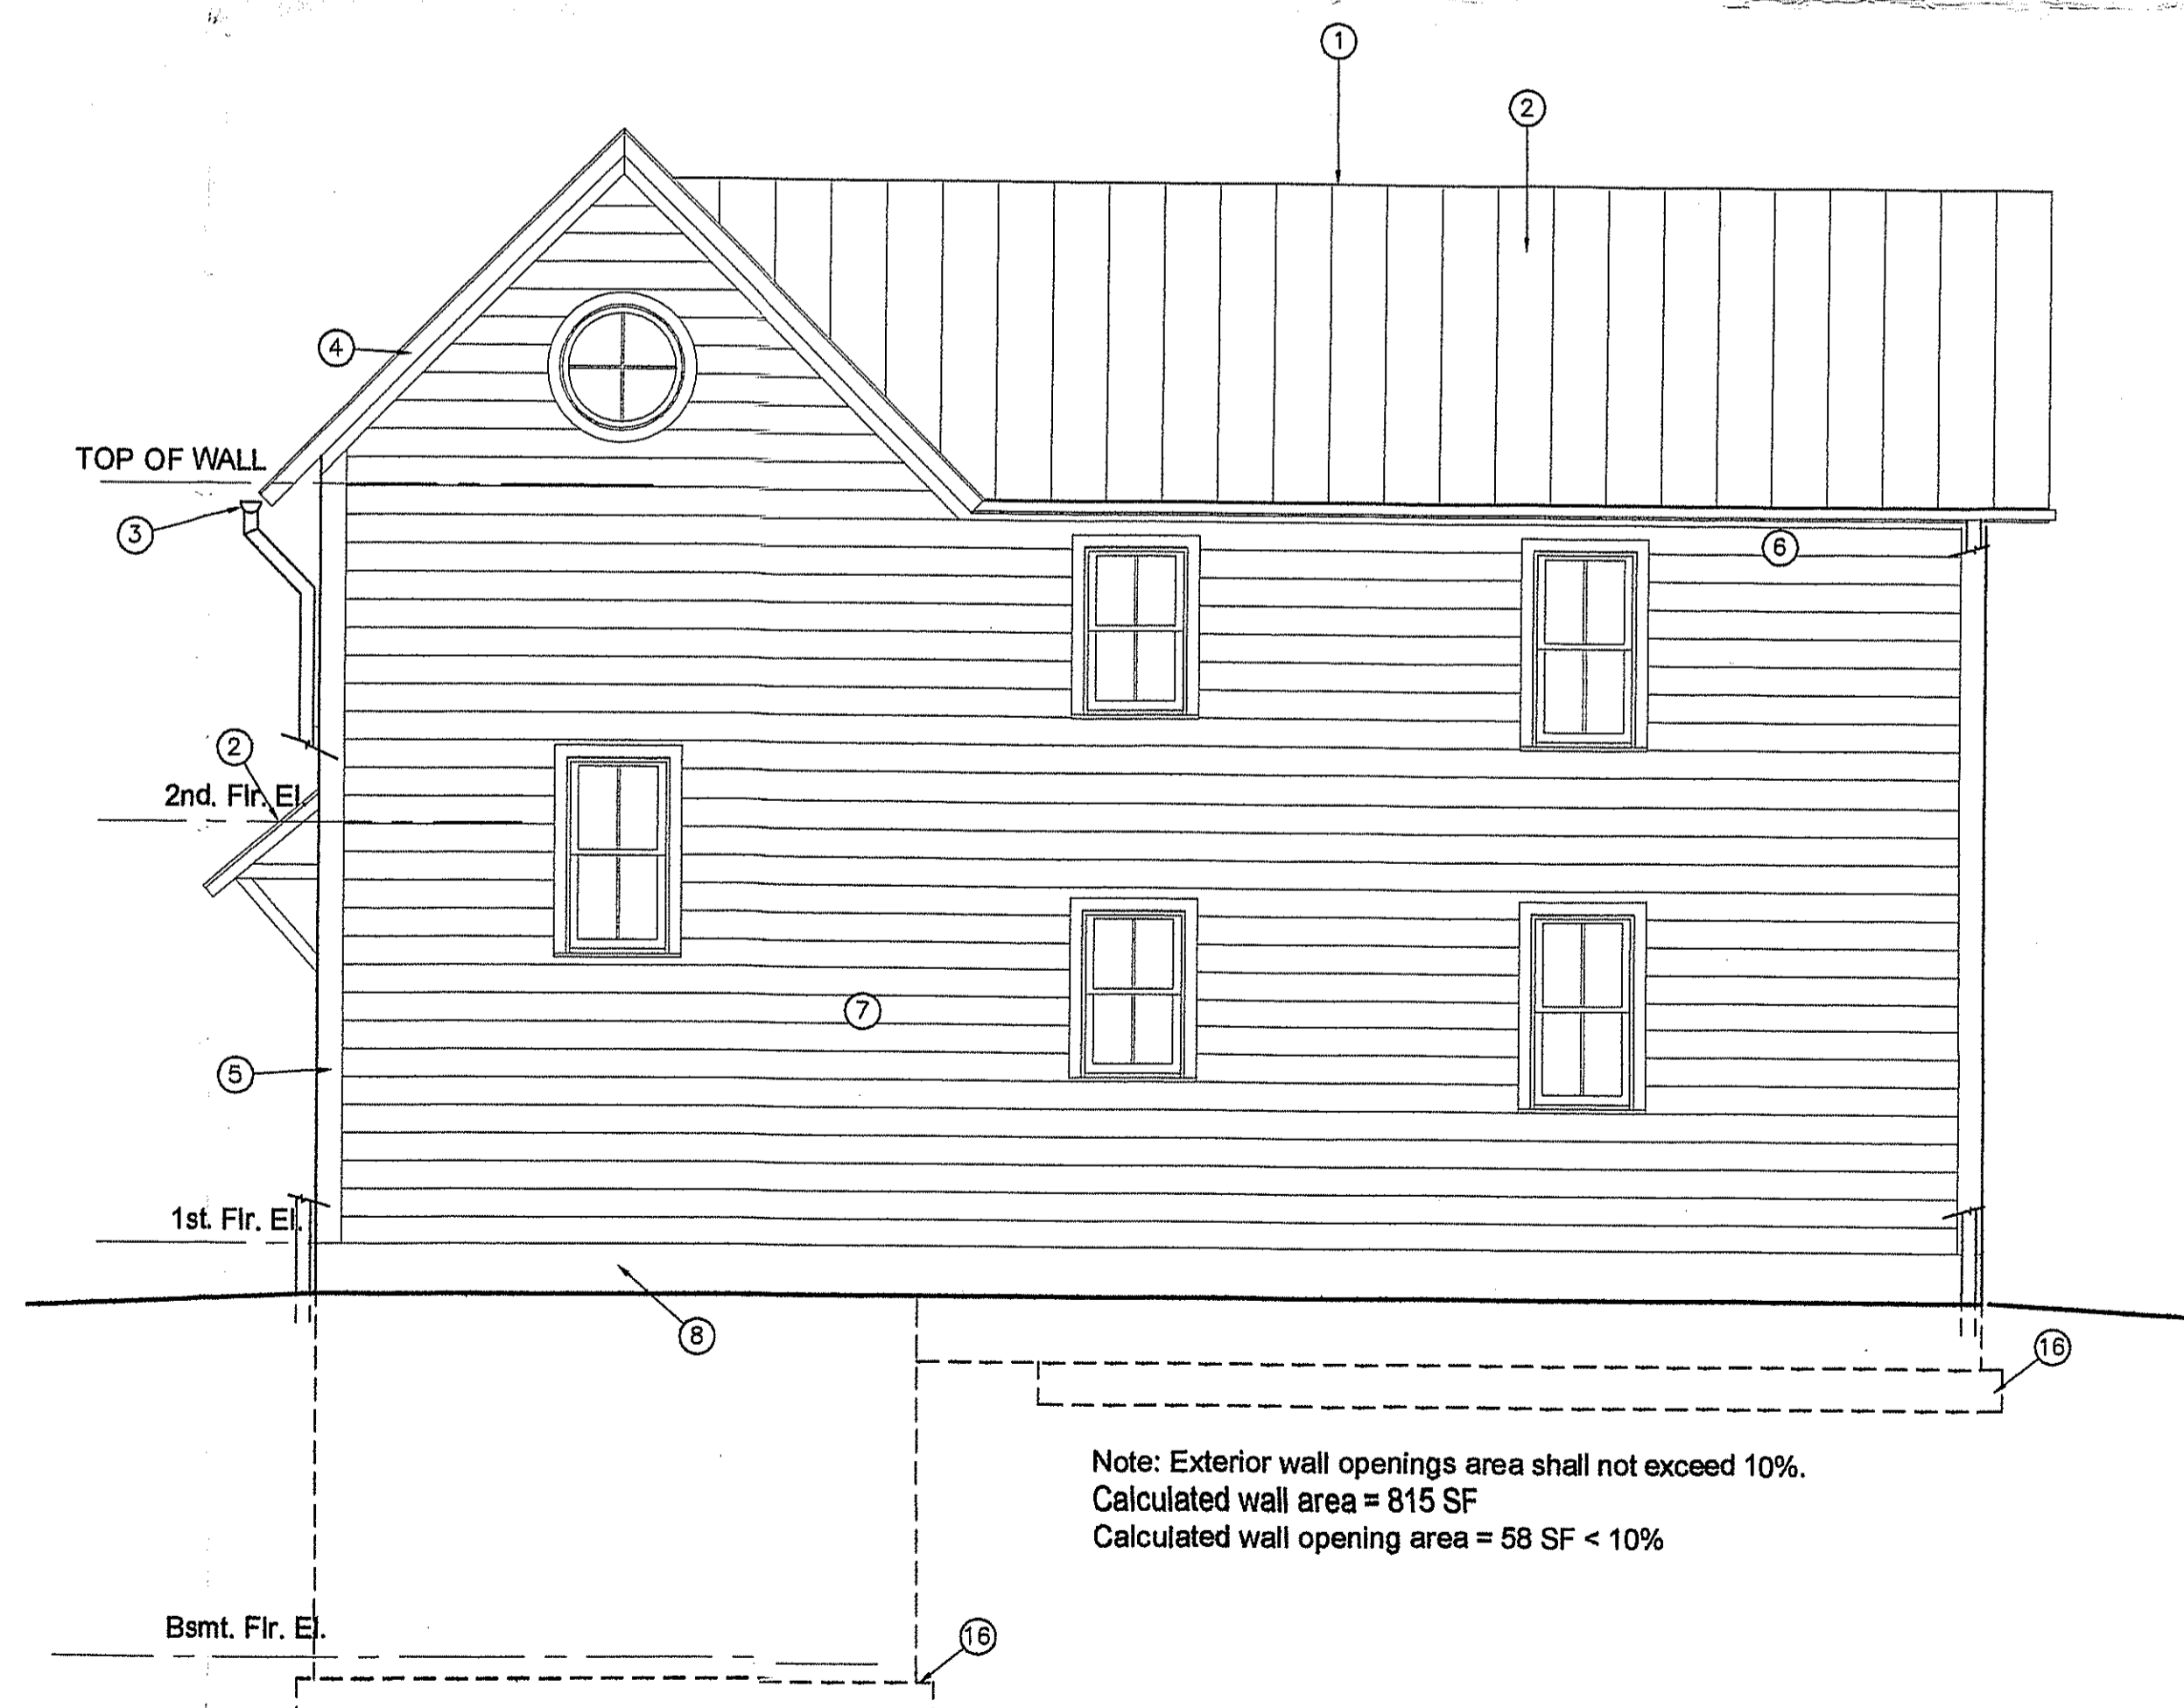 1
2
4
TOP OF WALL
3
6
2
2nd. Flr. El.
7
5
1st. Flr. El.
8
16
Note: Exterior wall openings area shall not exceed 10%.
Calculated wall area = 815 SF
Calculated wall opening area = 58 SF < 10%
Bsmt. Flr. El.
16